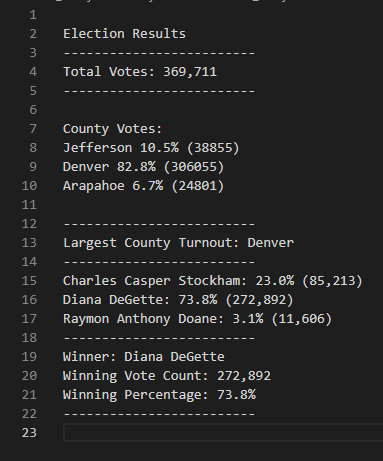 1
2 Election Results
3 -------------------------
4 Total Votes: 369,711
5 -------------------------
6
7 County Votes:
8 Jefferson 10.5% (38855)
9 Denver 82.8% (306055)
10 Arapahoe 6.7% (24801)
11
12 -------------------------
13 Largest County Turnout: Denver
14 -------------------------
15 Charles Casper Stockham: 23.0% (85,213)
16 Diana DeGette: 73.8% (272,892)
17 Raymon Anthony Doane: 3.1% (11,606)
18 -------------------------
19 Winner: Diana DeGette
20 Winning Vote Count: 272,892
21 Winning Percentage: 73.8%
22 -------------------------
23